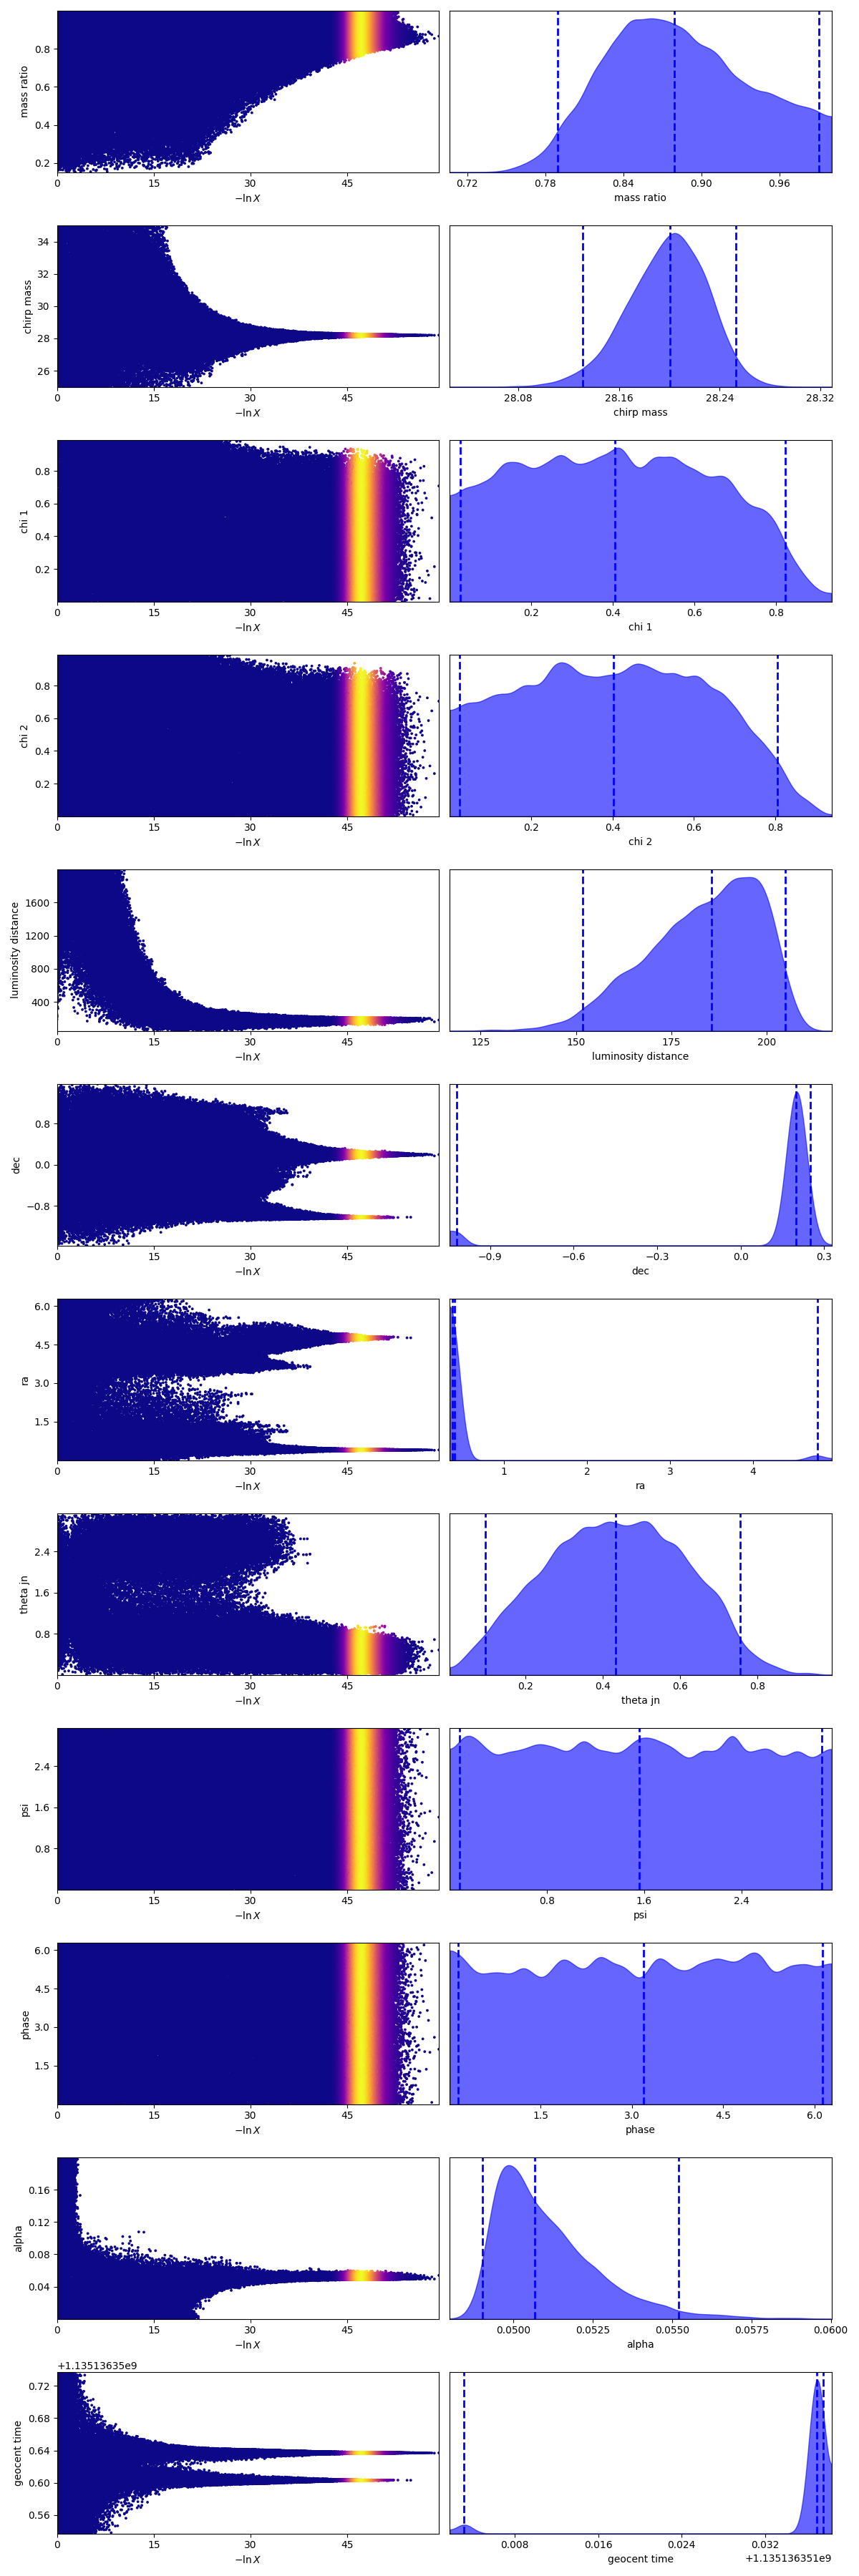 mass ratio
0.8
0.6
0.4
0.2
0 15 30 45
−ln X
0.72 0.78 0.84 0.90 0.96
mass ratio
chirp mass
34
32
30
28
26
0 15 30 45
−ln X
28.08 28.16 28.24 28.32
chirp mass
chi 1
0.8
0.6
0.4
0.2
0 15 30 45
−ln X
0.2 0.4 0.6 0.8
chi 1
chi 2
0.8
0.6
0.4
0.2
0 15 30 45
−ln X
0.2 0.4 0.6 0.8
chi 2
luminosity distance
1600
1200
800
400
0 15 30 45
−ln X
125 150 175 200
luminosity distance
dec
0.8
0.0
−0.8
0 15 30 45
−ln X
−0.9 −0.6 −0.3 0.0 0.3
dec
ra
6.0
4.5
3.0
1.5
0 15 30 45
−ln X
1 2 3 4
ra
theta jn
2.4
1.6
0.8
0 15 30 45
−ln X
0.2 0.4 0.6 0.8
theta jn
psi
2.4
1.6
0.8
0 15 30 45
−ln X
0.8 1.6 2.4
psi
phase
6.0
4.5
3.0
1.5
0 15 30 45
−ln X
1.5 3.0 4.5 6.0
phase
alpha
0.16
0.12
0.08
0.04
0 15 30 45
−ln X
0.0500 0.0525 0.0550 0.0575 0.0600
alpha
+1.13513635e9
geocent time
0.72
0.68
0.64
0.60
0.56
0 15 30 45
−ln X
0.008 0.016 0.024 0.032
geocent time
+1.135136351e9